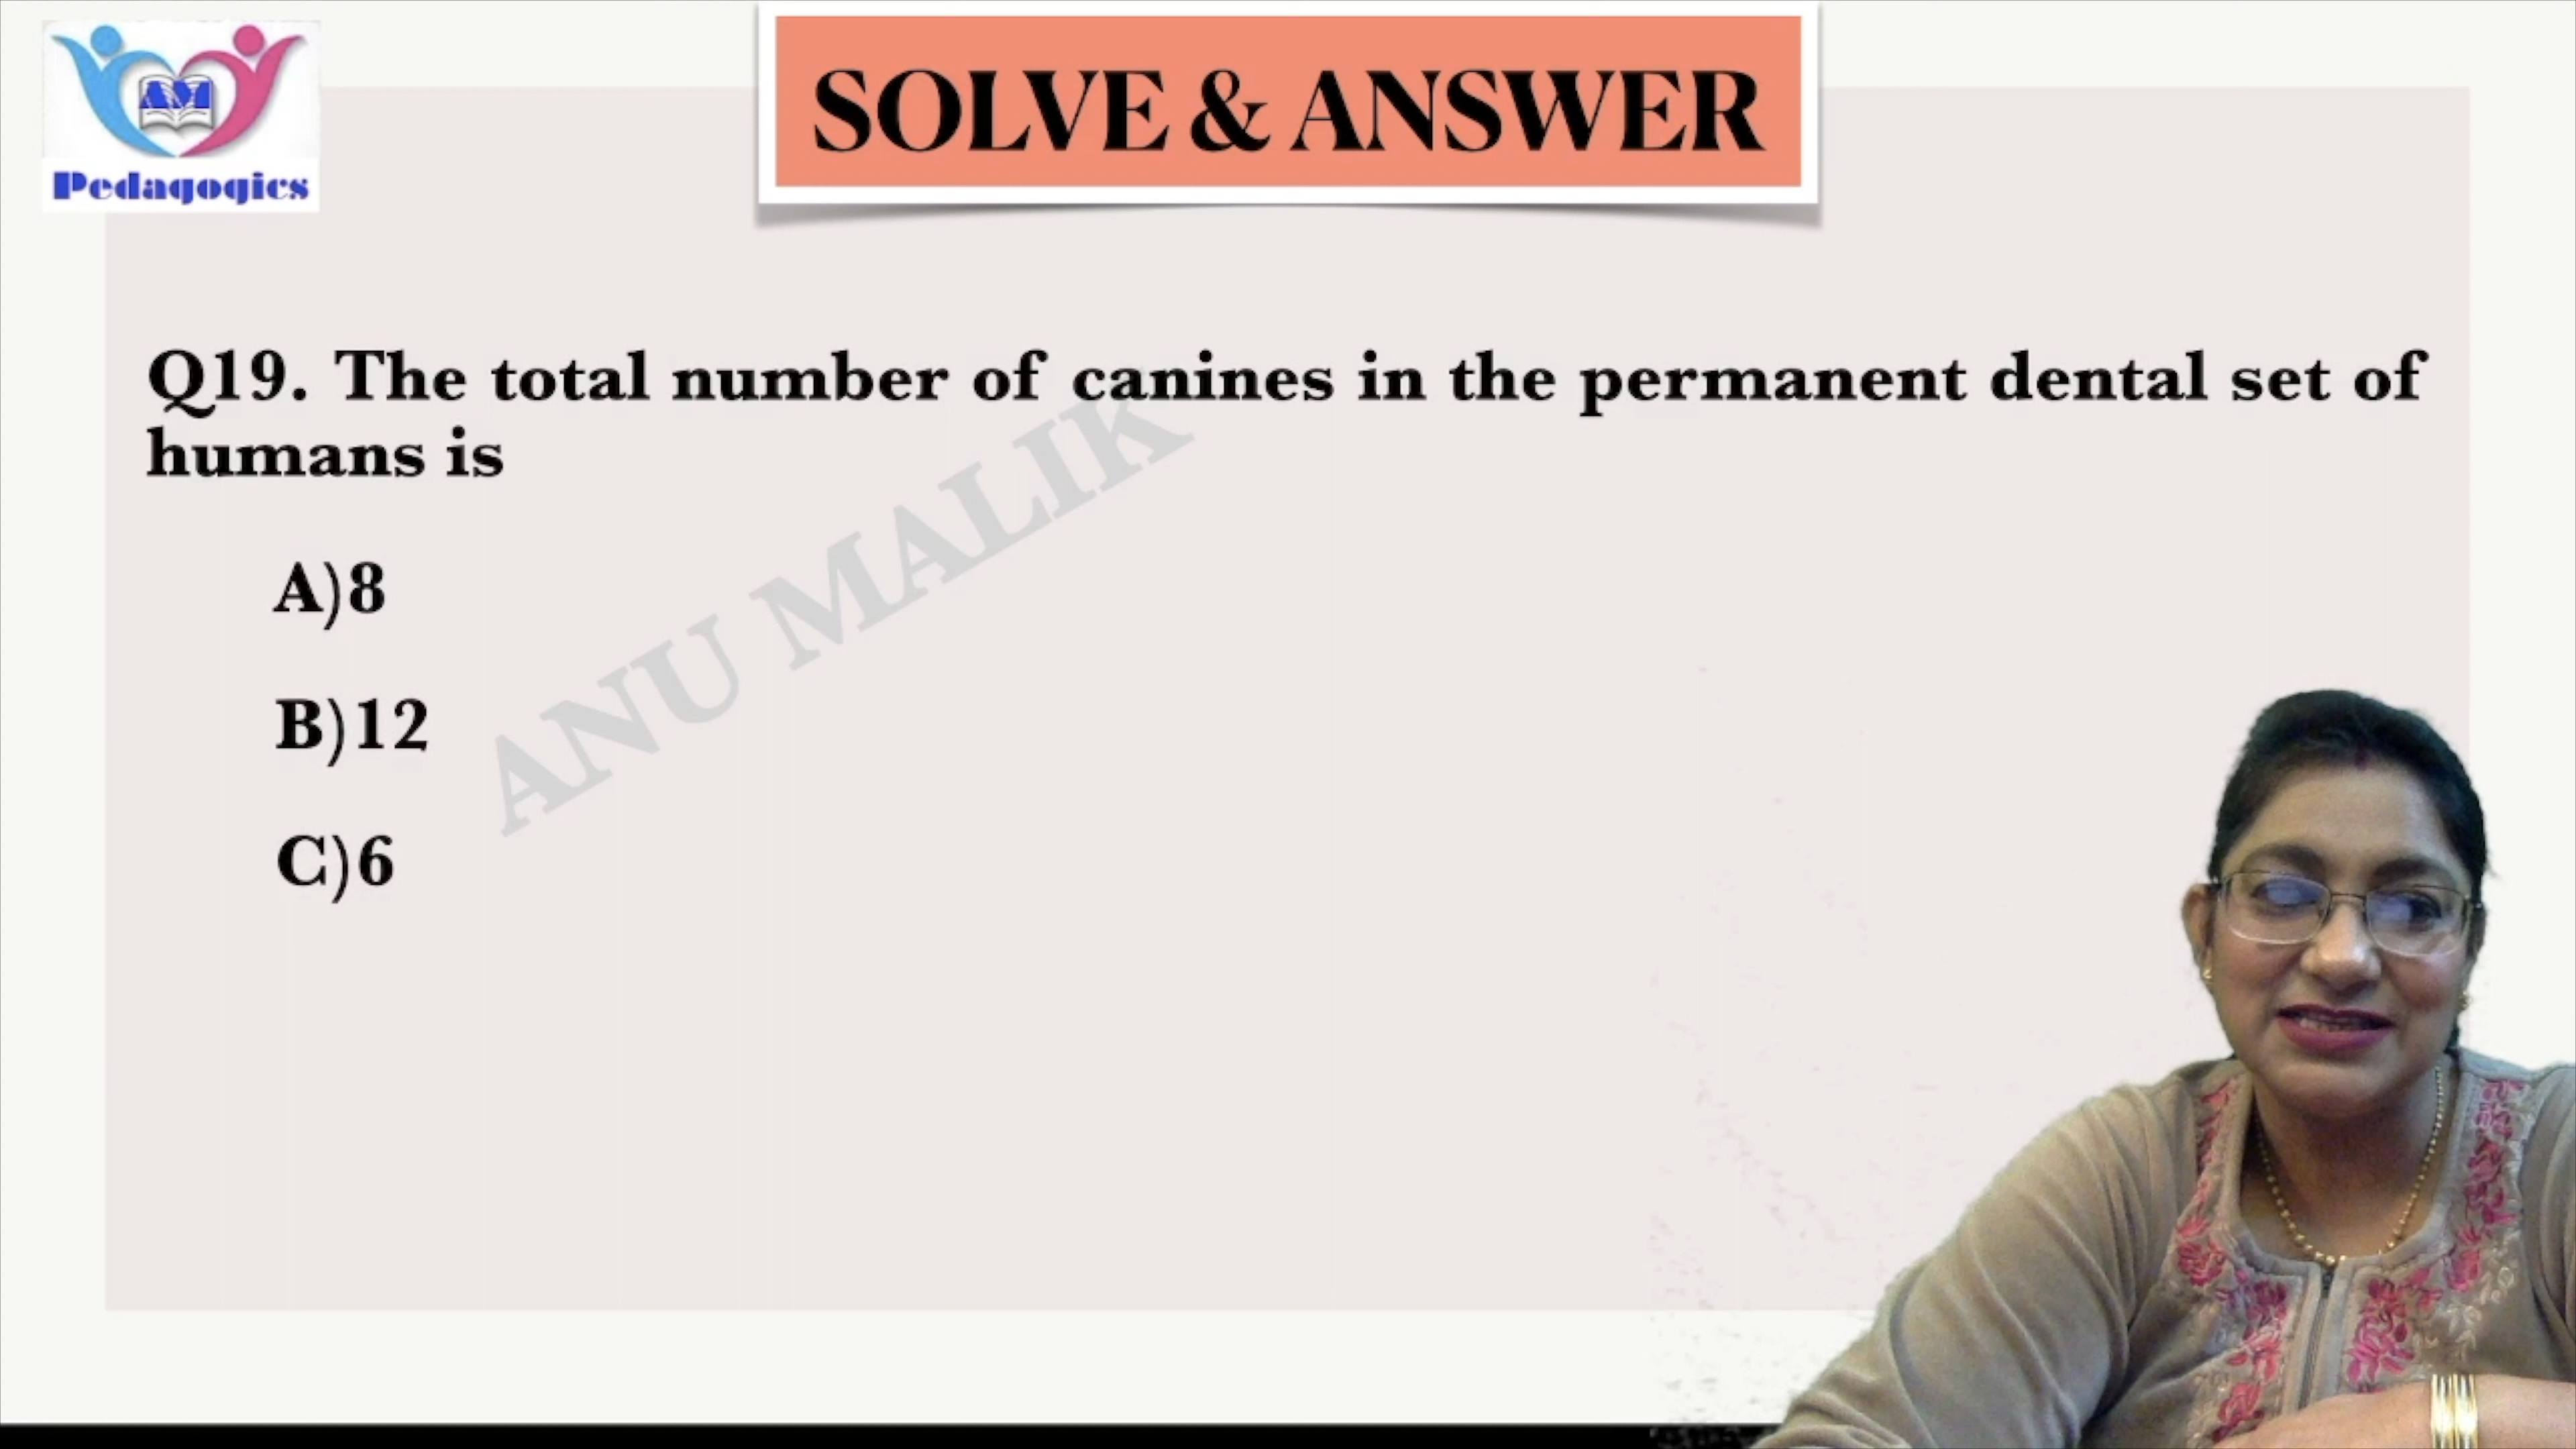 AM
Pedagogics
SOLVE & ANSWER
Q19. The total number of canines in the permanent dental set of
humans is
ANU MALIK
A)8
B)12
C)6